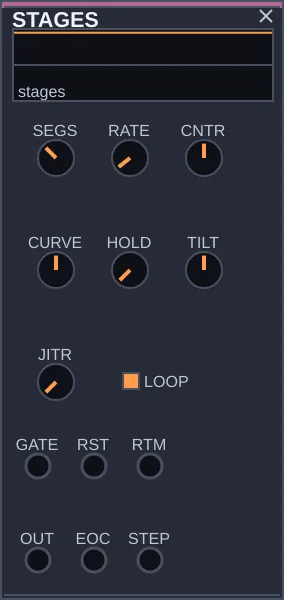 STAGES
stages
SEGS RATE CNTR
CURVE HOLD TILT
JITR
LOOP
GATE RST RTM
OUT EOC STEP